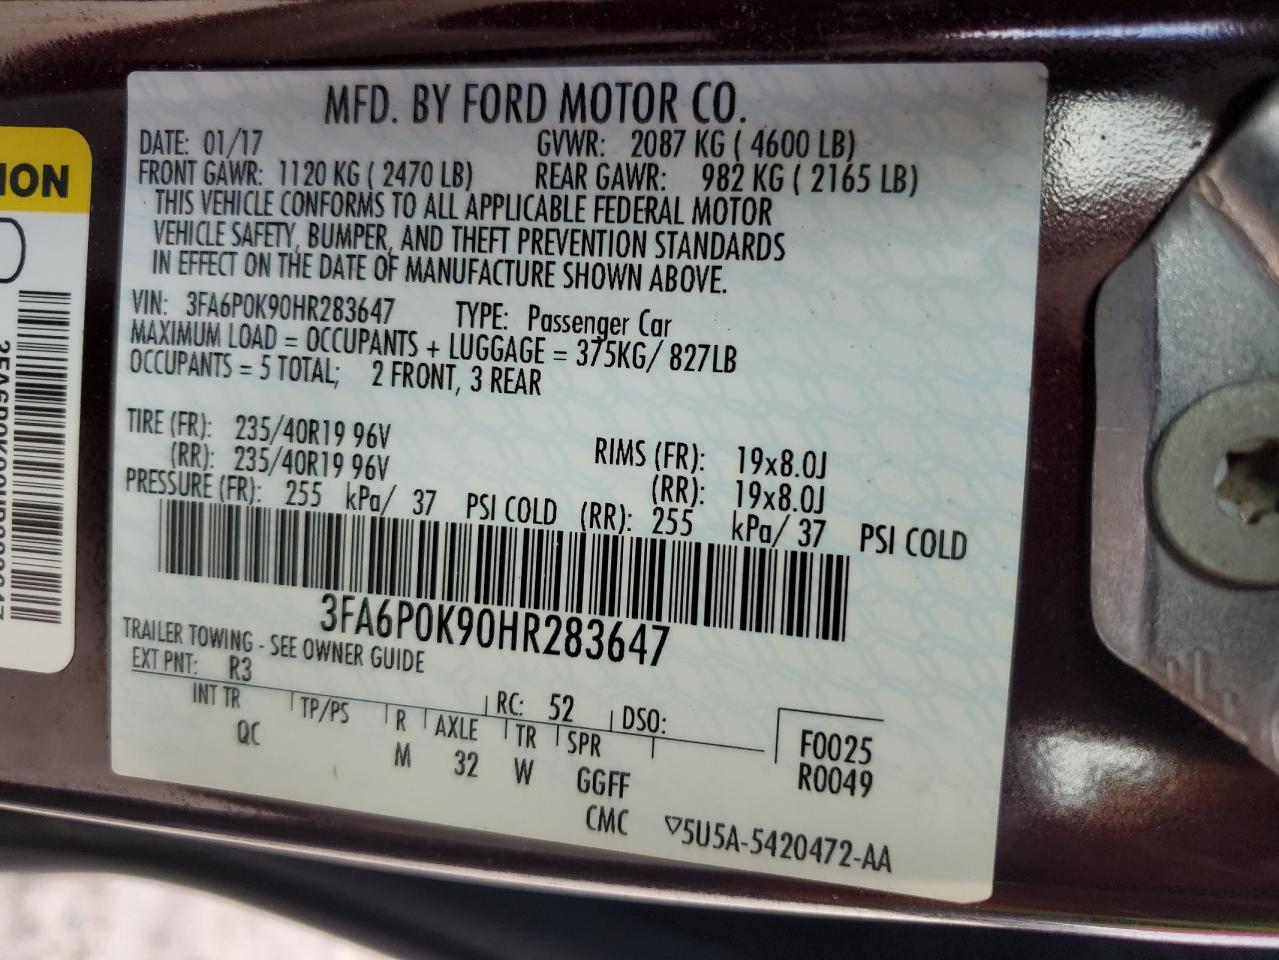 MFD. BY FORD MOTOR CO.
DATE: 01/17 GVWR: 2087 KG ( 4600 LB)
FRONT GAWR: 1120 KG ( 2470 LB) REAR GAWR: 982 KG ( 2165 LB)
THIS VEHICLE CONFORMS TO ALL APPLICABLE FEDERAL MOTOR
VEHICLE SAFETY, BUMPER, AND THEFT PREVENTION STANDARDS
IN EFFECT ON THE DATE OF MANUFACTURE SHOWN ABOVE.
VIN: 3FA6P0K90HR283647 TYPE: Passenger Car
MAXIMUM LOAD = OCCUPANTS + LUGGAGE = 375KG/ 827LB
OCCUPANTS = 5 TOTAL; 2 FRONT, 3 REAR
TIRE (FR): 235/40R19 96V RIMS (FR): 19x8.0J
(RR): 235/40R19 96V (RR): 19x8.0J
PRESSURE (FR): 255 kPa/ 37 PSI COLD (RR): 255 kPa/ 37 PSI COLD
3FA6P0K90HR283647
TRAILER TOWING - SEE OWNER GUIDE
EXT PNT: R3 RC: 52 DSO:
INT TR TP/PS R AXLE TR SPR F0025
QC M 32 W GGFF R0049
CMC ▽5U5A-5420472-AA
ION